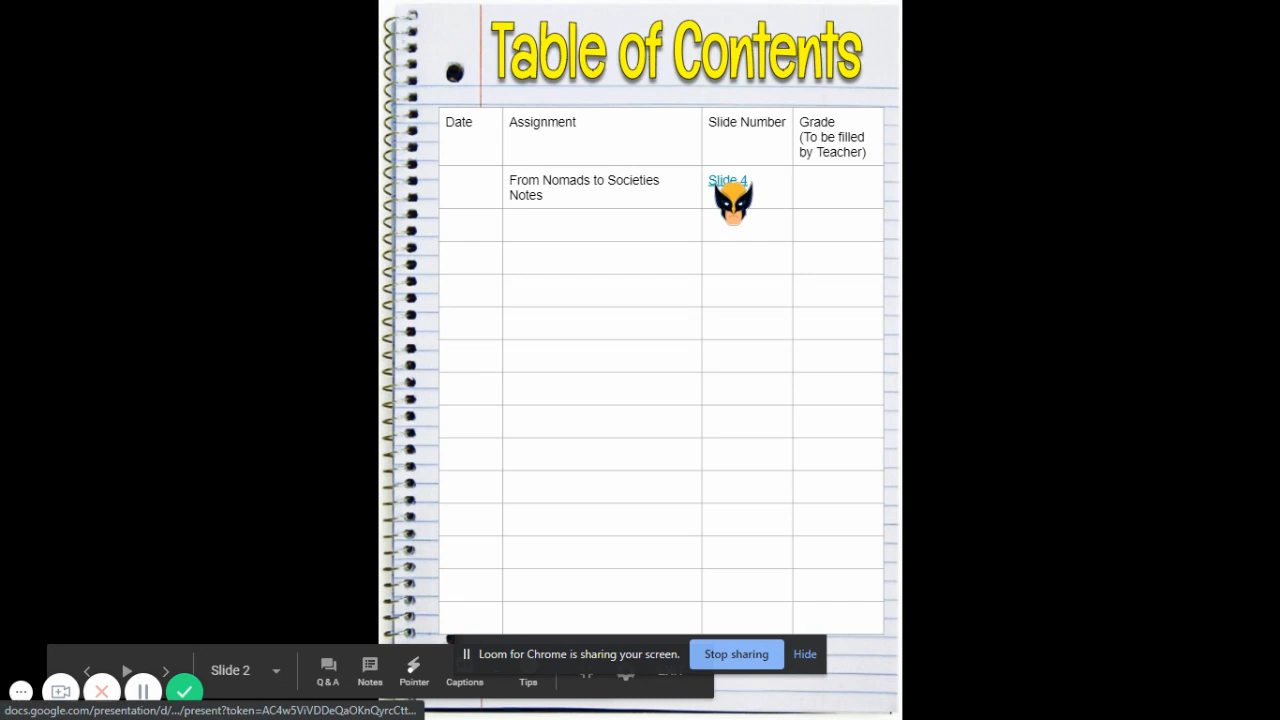 Table of Contents
Date
Assignment
Slide Number
Grade
(To be filled
by Teacher)
From Nomads to Societies
Notes
Slide 4
Loom for Chrome is sharing your screen.
Stop sharing
Hide
Slide 2
Q & A
Notes
Pointer
Captions
Tips
docs.google.com/presentation/d/.../present?token=AC4w5ViVDDeQaOKnQyrcCtt...